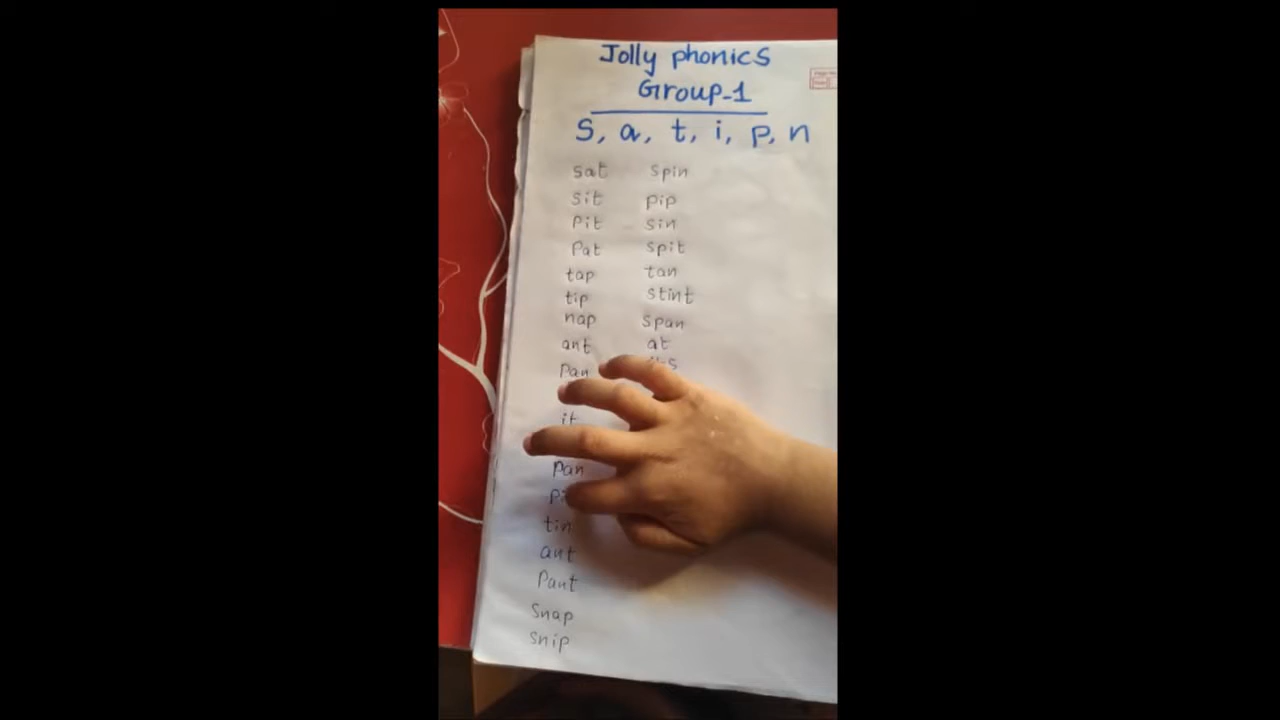 Jolly phonics
Group-1
S, a, t, i, p, n
sat spin
sit pip
Pit sin
Pat spit
tap tan
tip stint
nap span
ant at
Pan
it
pan
tin
ant
Pant
Snap
Snip